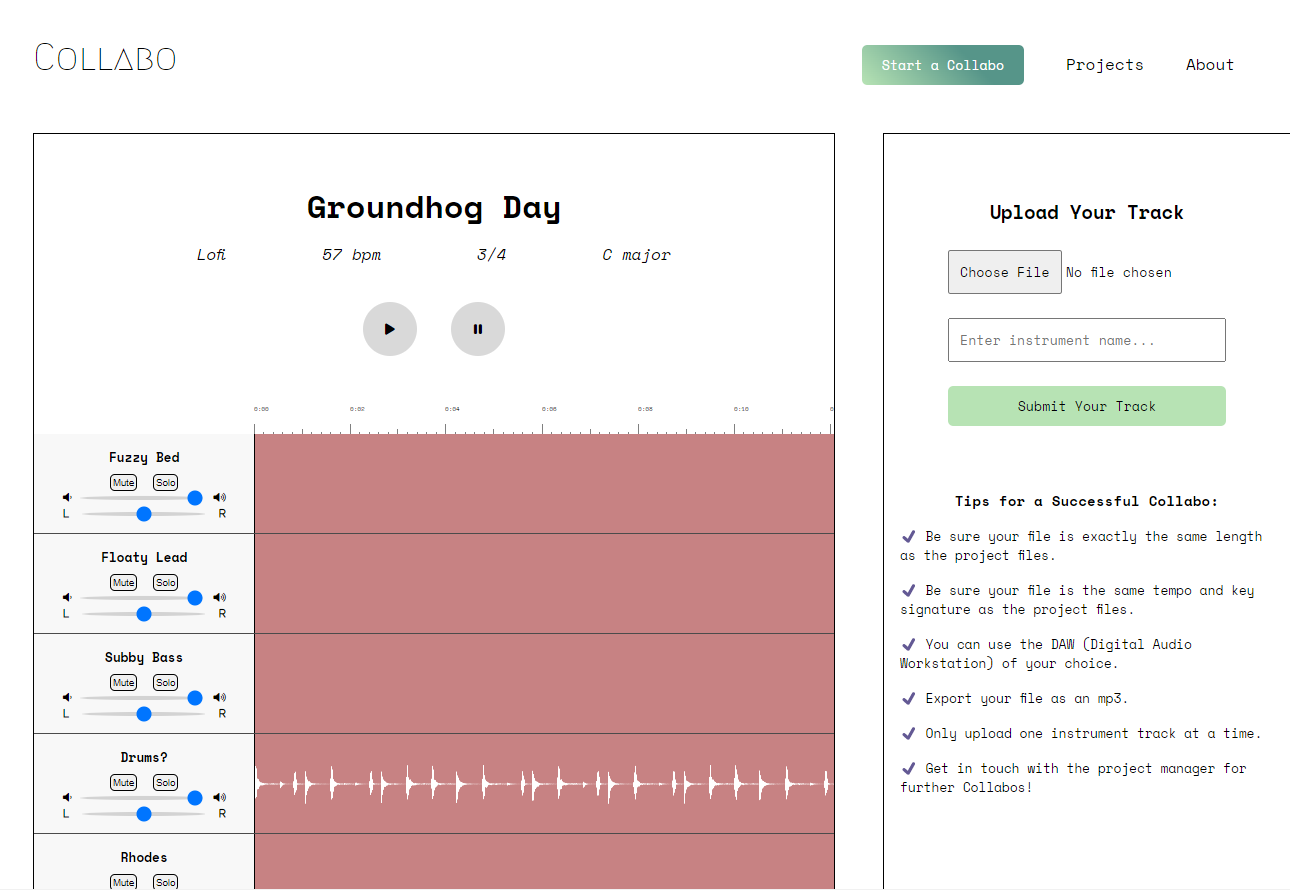 Collabo
Start a Collabo
Projects
About
Groundhog Day
Lofi
57 bpm
3/4
C major
0:00
0:02
0:04
0:06
0:08
0:10
Fuzzy Bed
Mute
Solo
L
R
Floaty Lead
Mute
Solo
L
R
Subby Bass
Mute
Solo
L
R
Drums?
Mute
Solo
L
R
Rhodes
Mute
Solo
Upload Your Track
Choose File
No file chosen
Enter instrument name...
Submit Your Track
Tips for a Successful Collabo:
Be sure your file is exactly the same length
as the project files.
Be sure your file is the same tempo and key
signature as the project files.
You can use the DAW (Digital Audio
Workstation) of your choice.
Export your file as an mp3.
Only upload one instrument track at a time.
Get in touch with the project manager for
further Collabos!